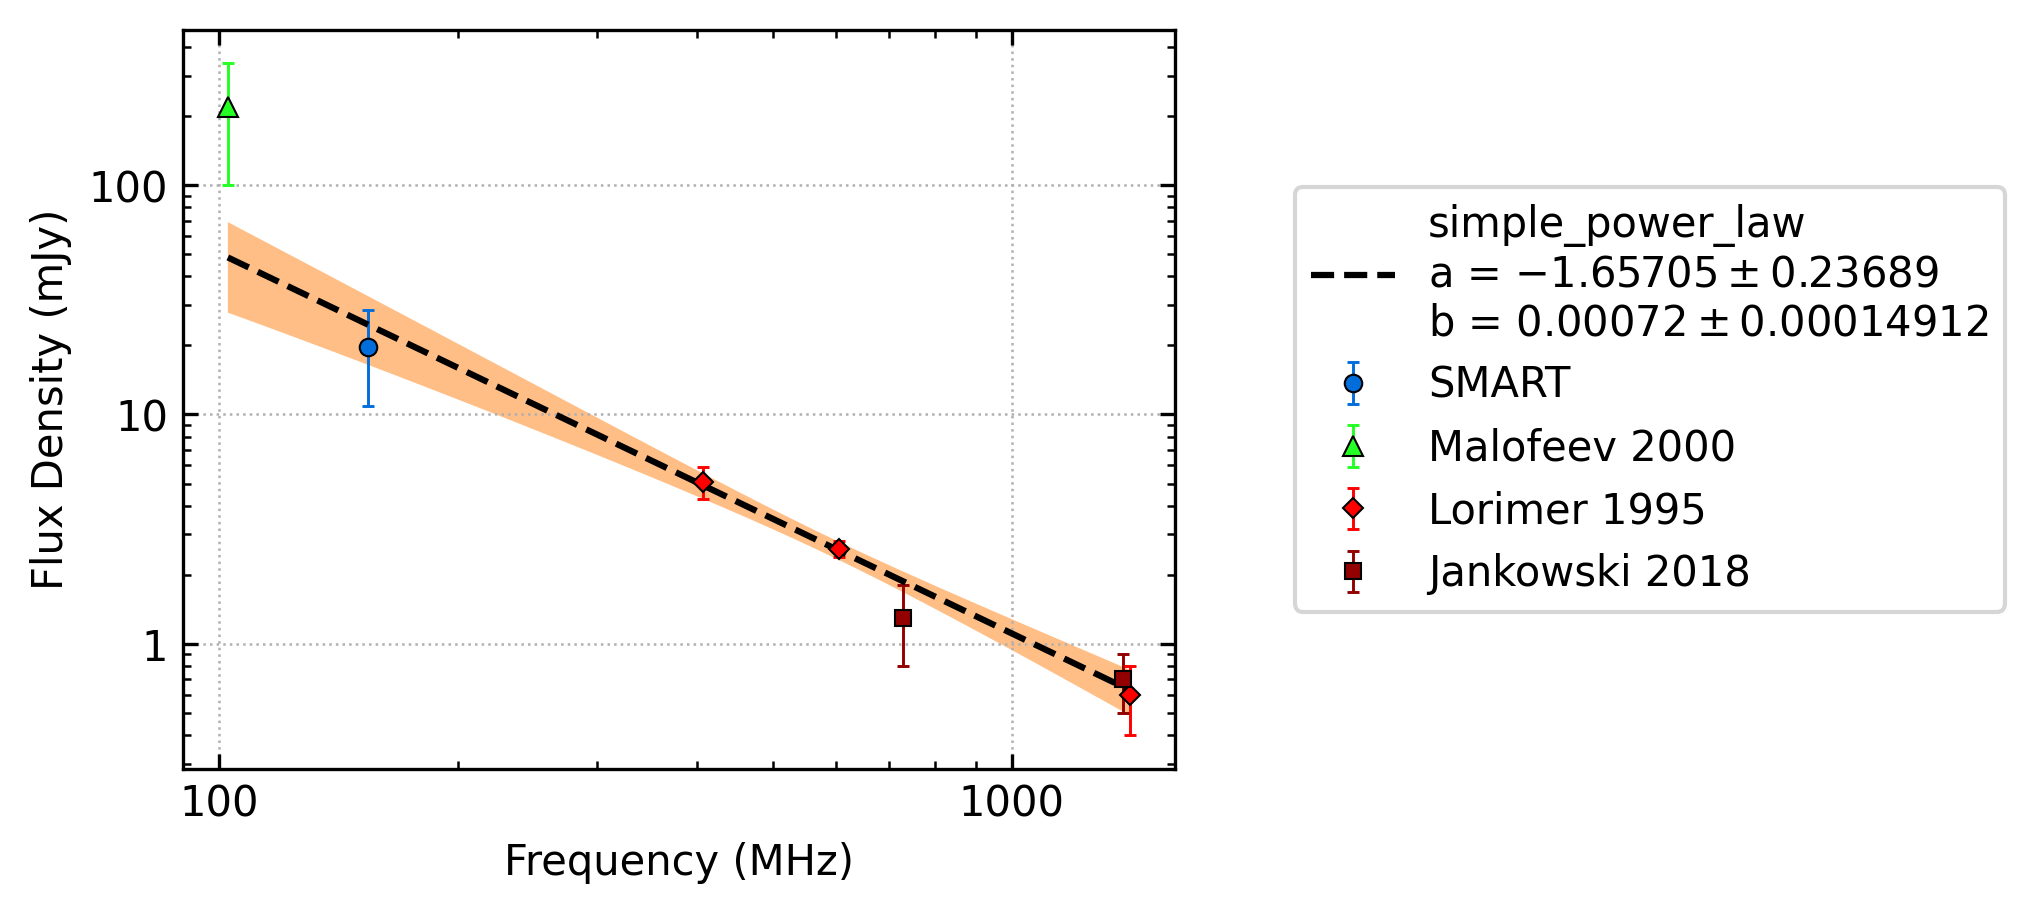 Flux Density (mJy)
100
10
1
100
1000
Frequency (MHz)
simple_power_law
a = −1.65705 ± 0.23689
b = 0.00072 ± 0.00014912
SMART
Malofeev 2000
Lorimer 1995
Jankowski 2018